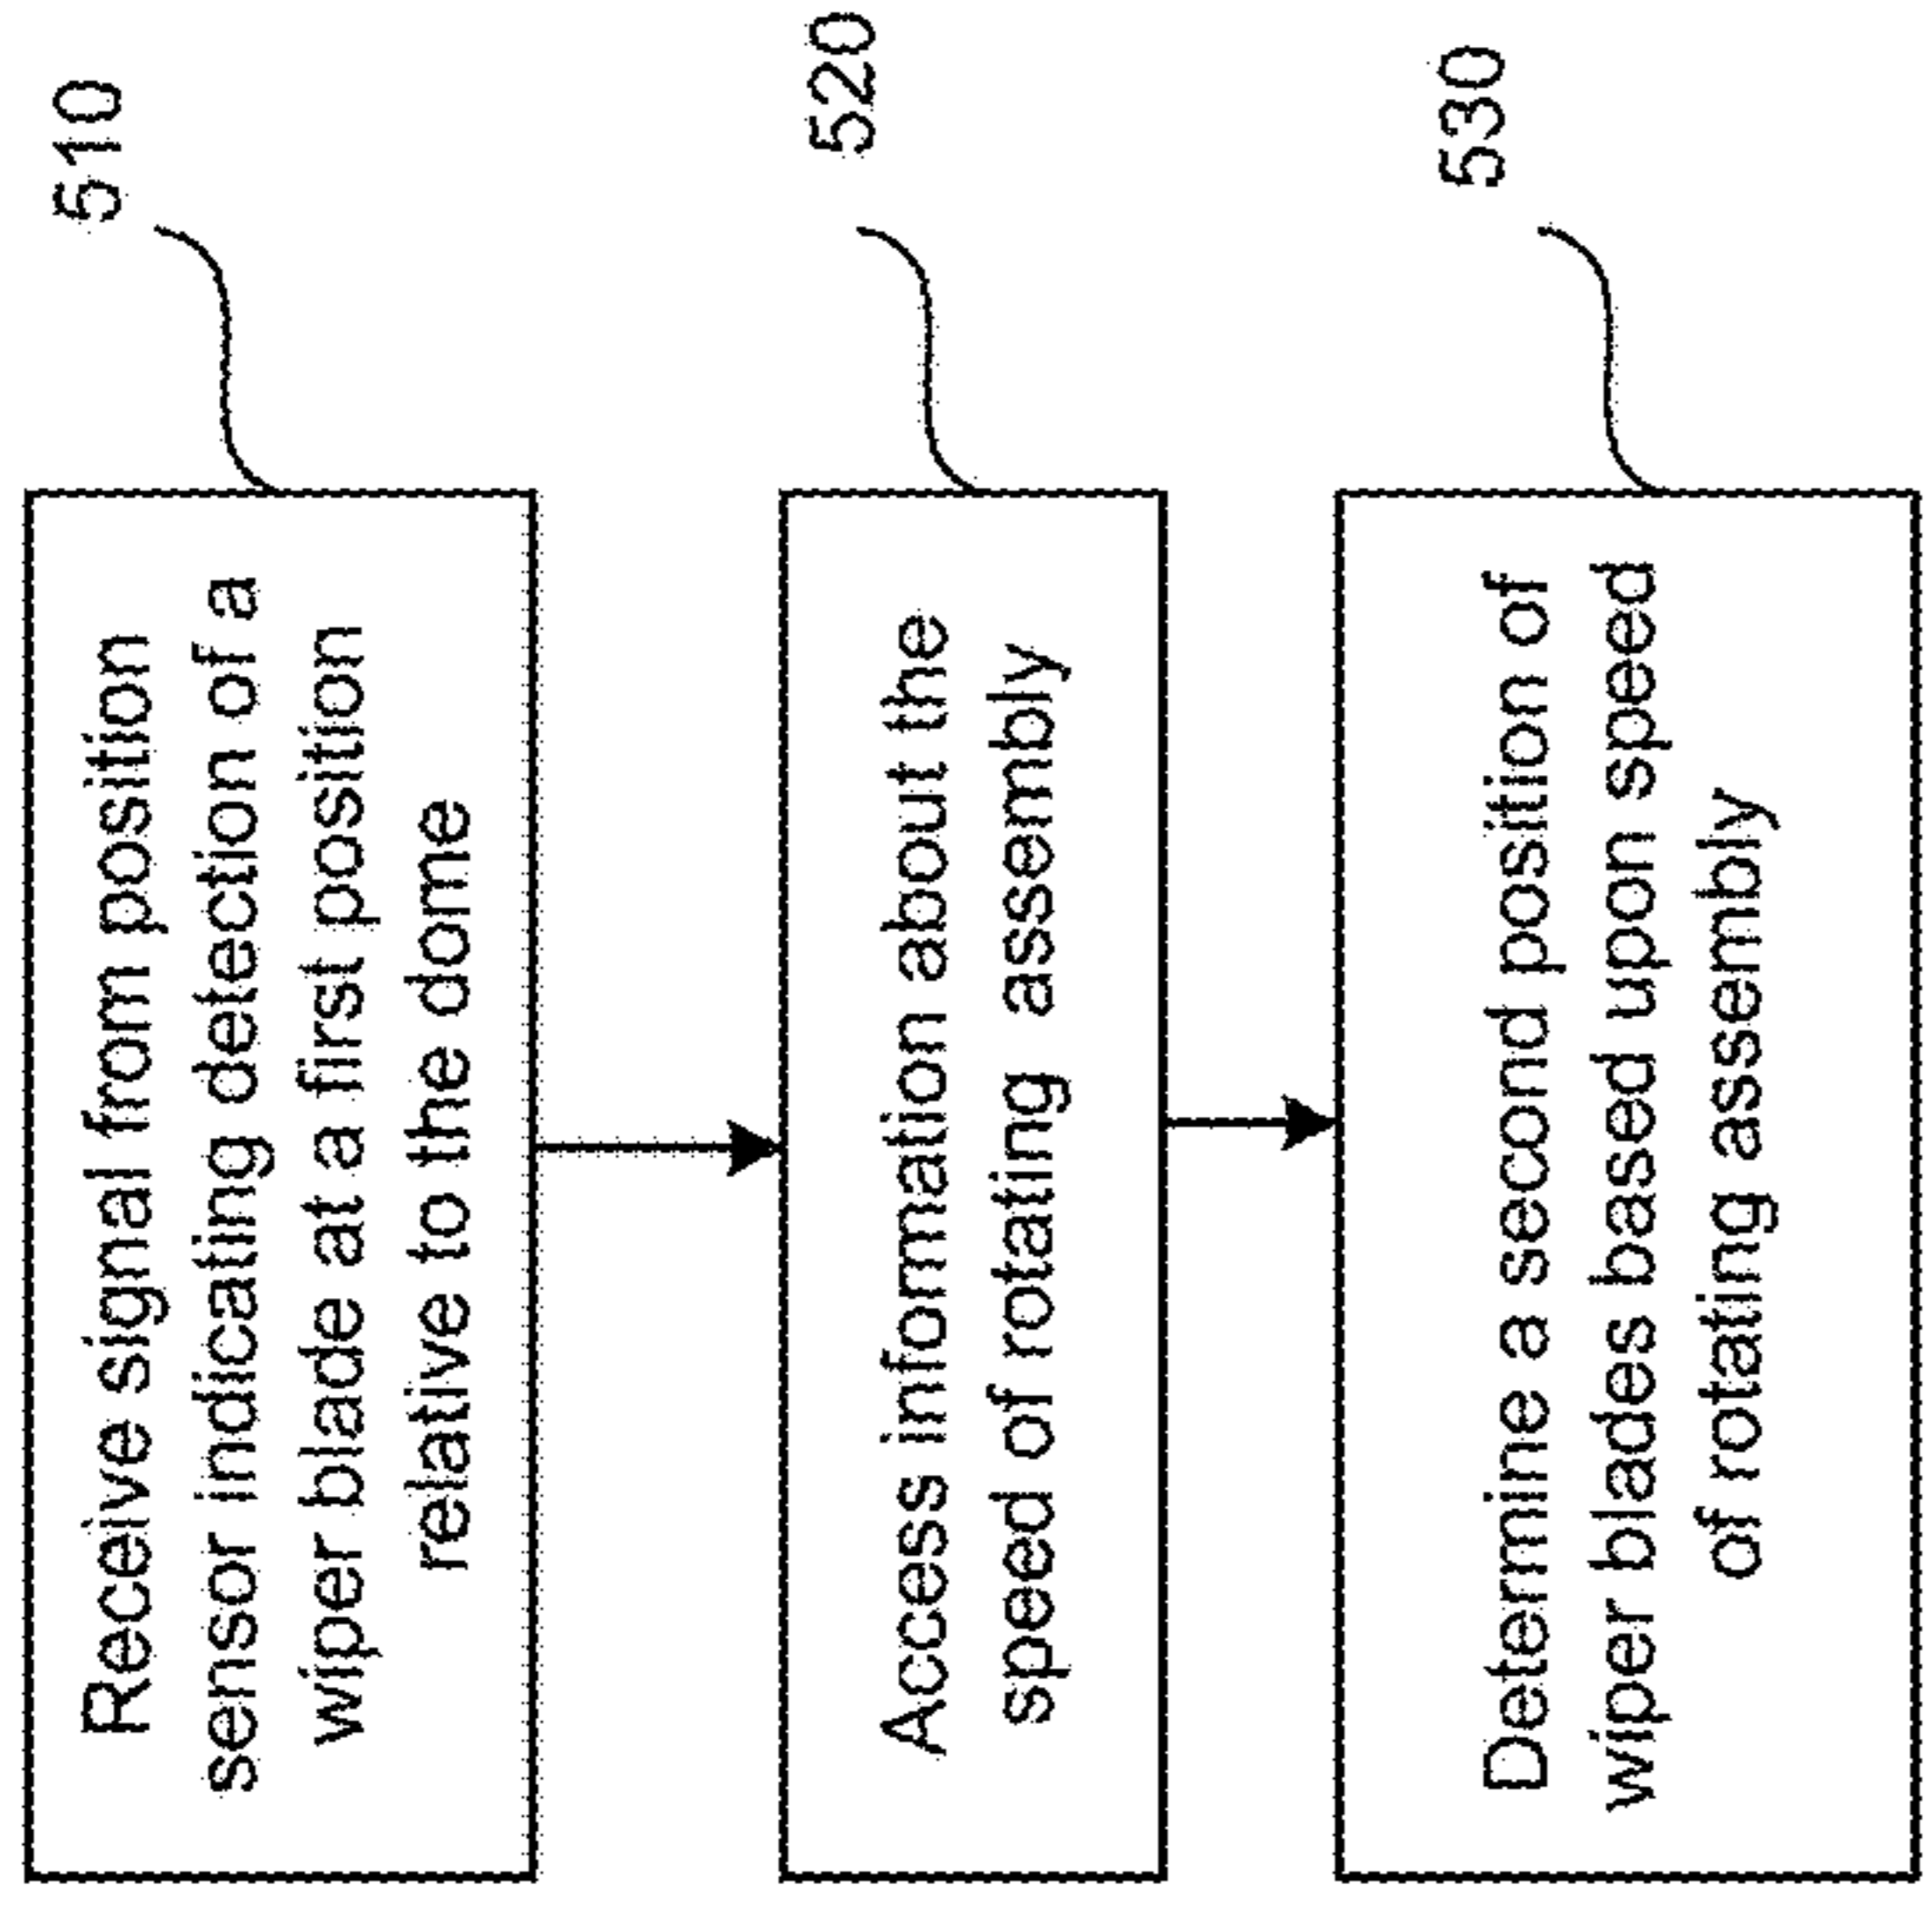 Receive signal from position
sensor indicating detection of a
wiper blade at a first position
relative to the dome
510
Access information about the
speed of rotating assembly
520
Determine a second position of
wiper blades based upon speed
of rotating assembly
530